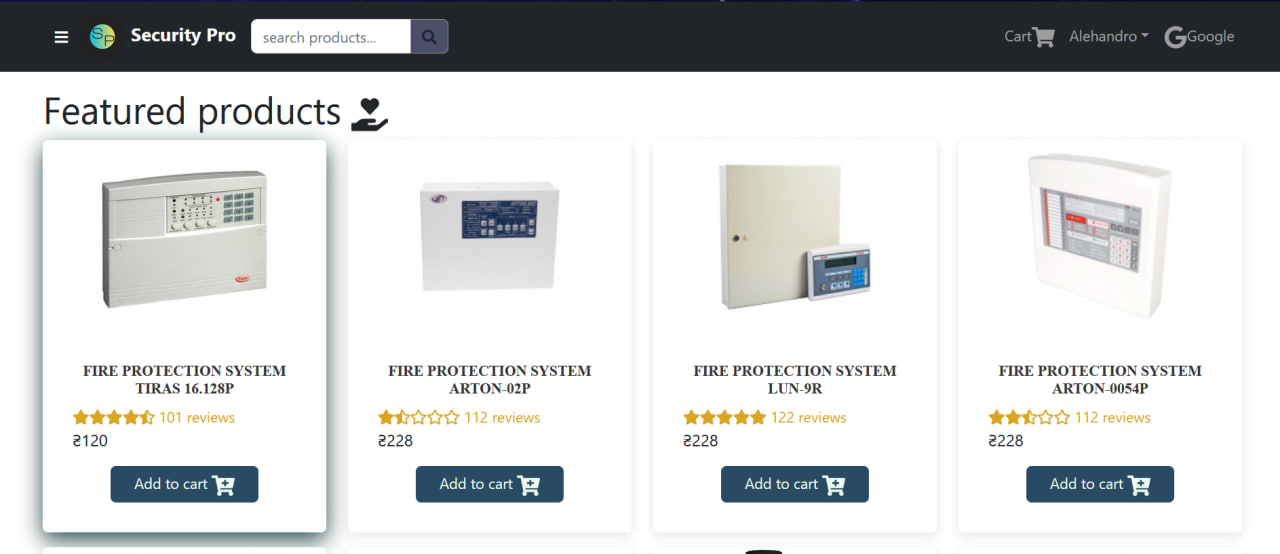 SP
Security Pro
search products...
Cart
Alehandro
Google
Featured products
FIRE PROTECTION SYSTEM
TIRAS 16.128P
101 reviews
₴120
Add to cart
FIRE PROTECTION SYSTEM
ARTON-02P
112 reviews
₴228
Add to cart
FIRE PROTECTION SYSTEM
LUN-9R
122 reviews
₴228
Add to cart
FIRE PROTECTION SYSTEM
ARTON-0054P
112 reviews
₴228
Add to cart